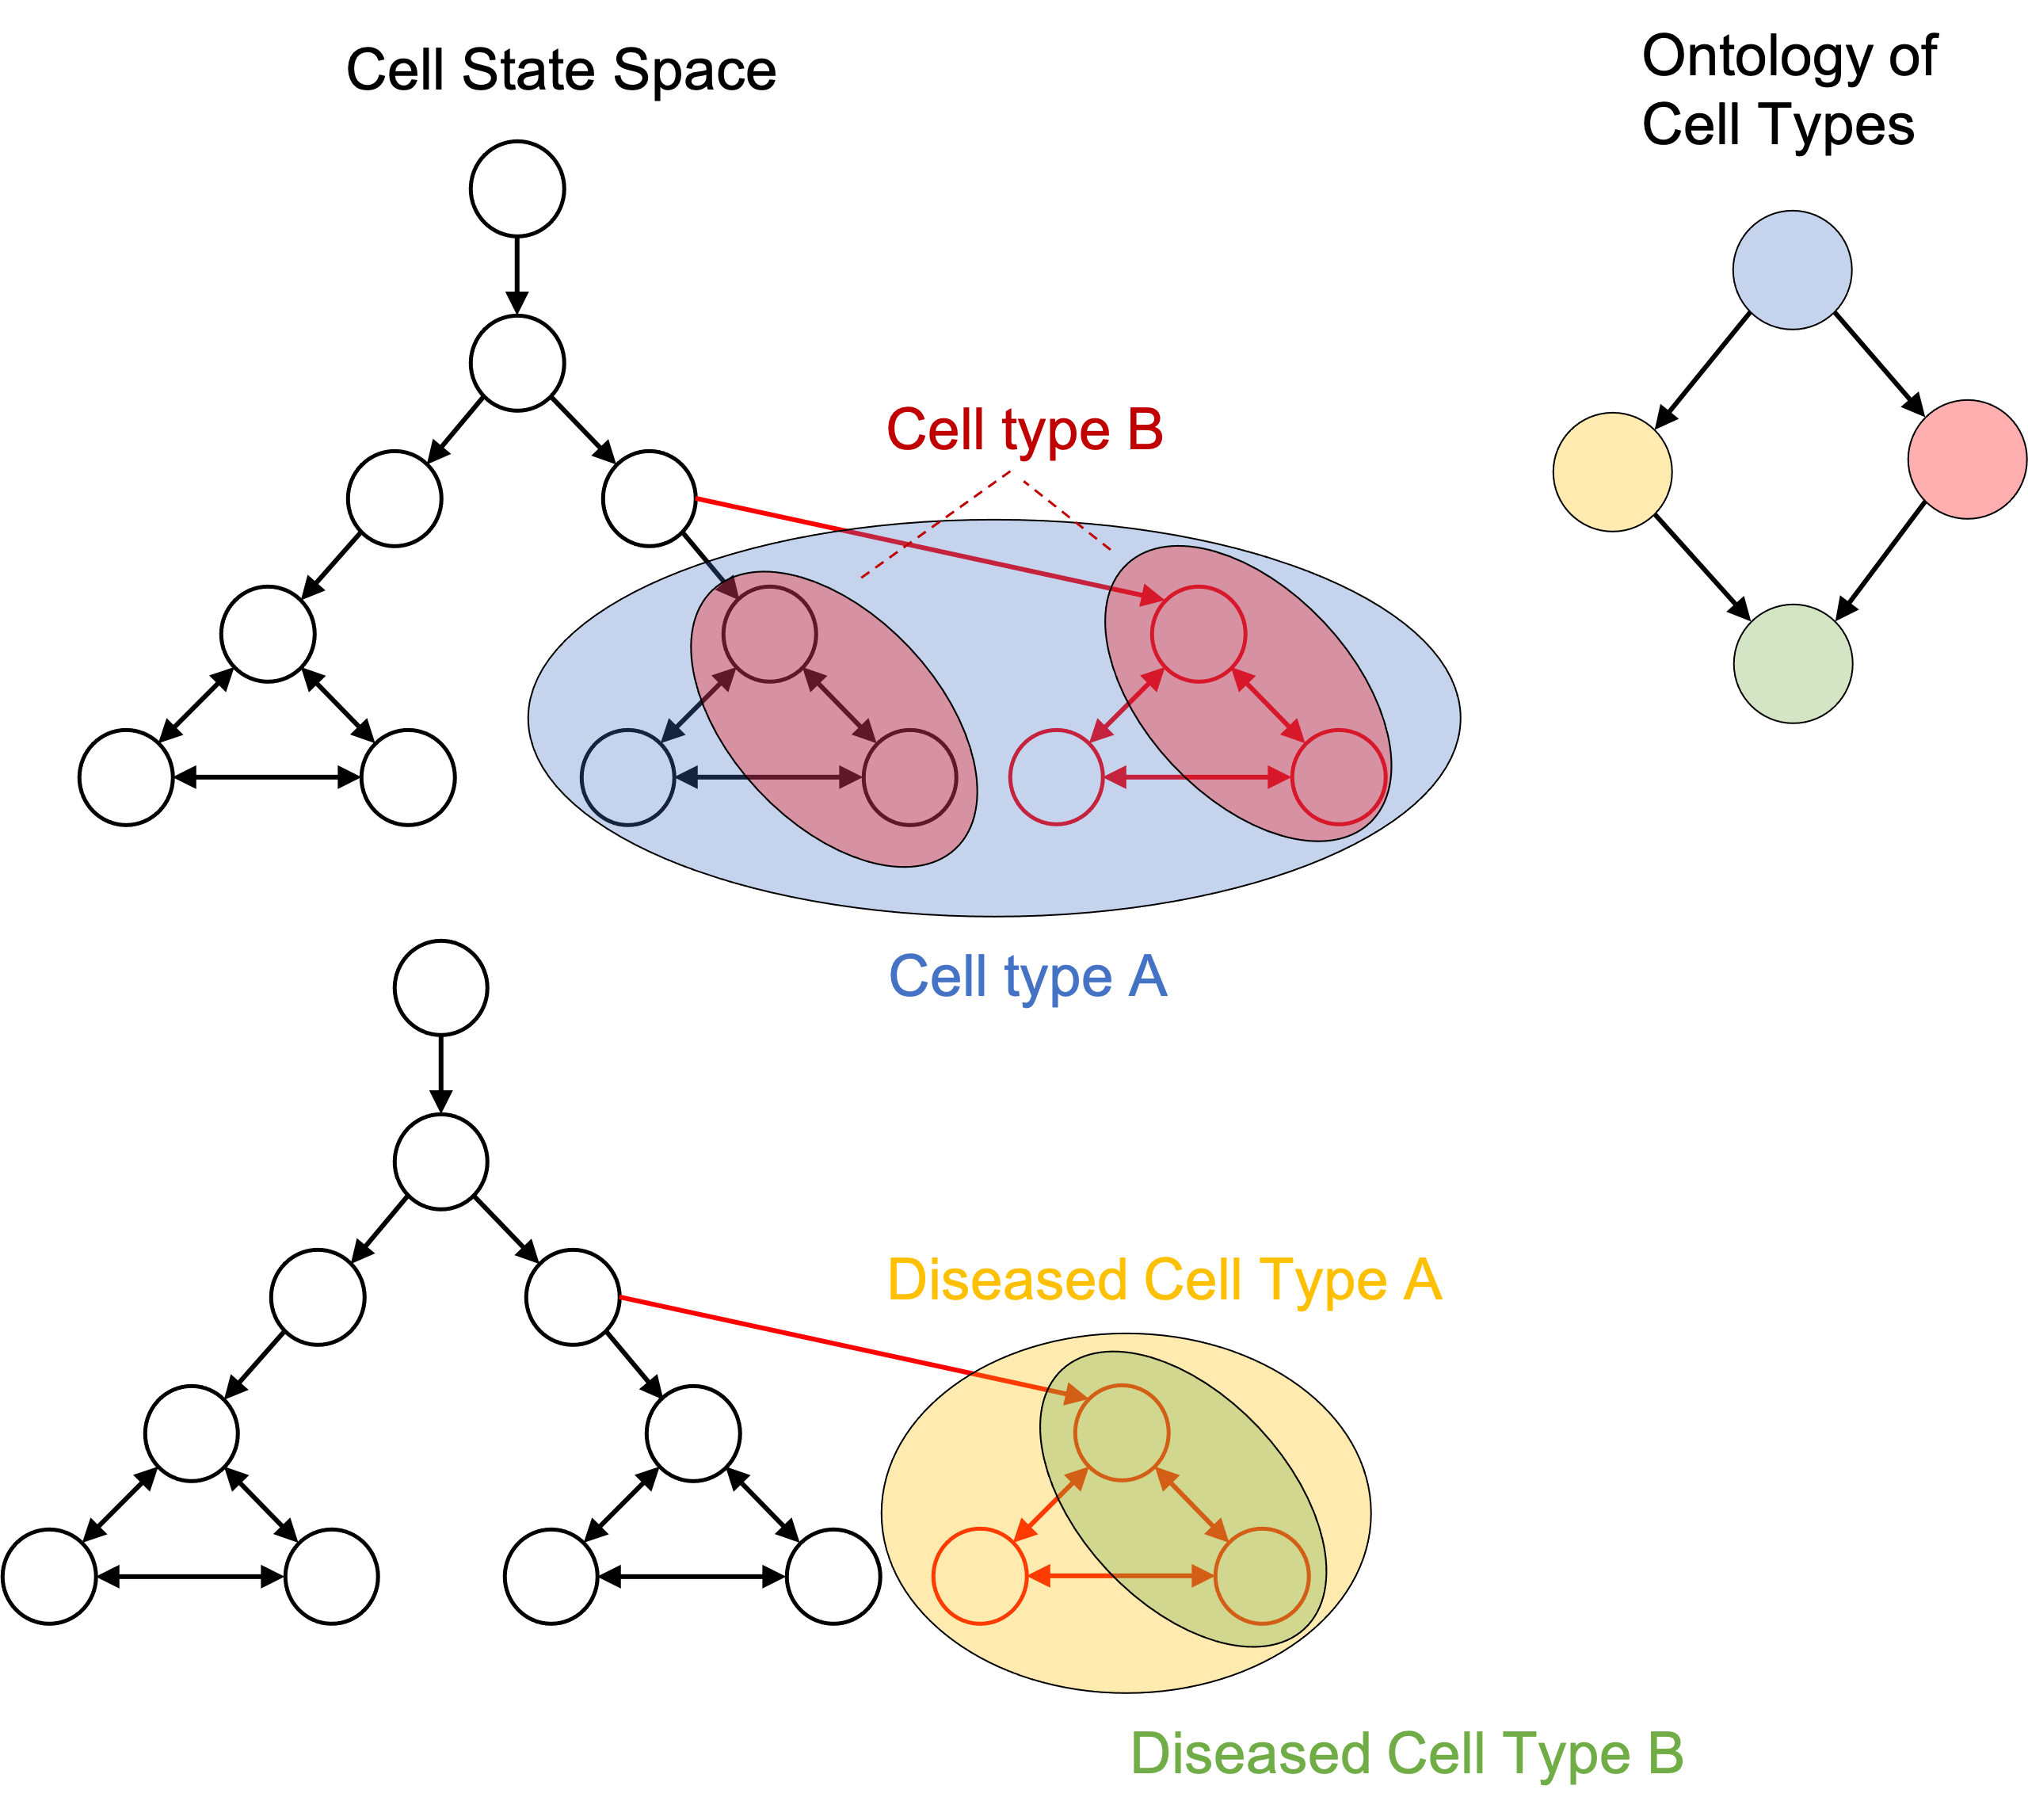 Cell State Space
Ontology of
Cell Types
Cell type B
Cell type A
Diseased Cell Type A
Diseased Cell Type B